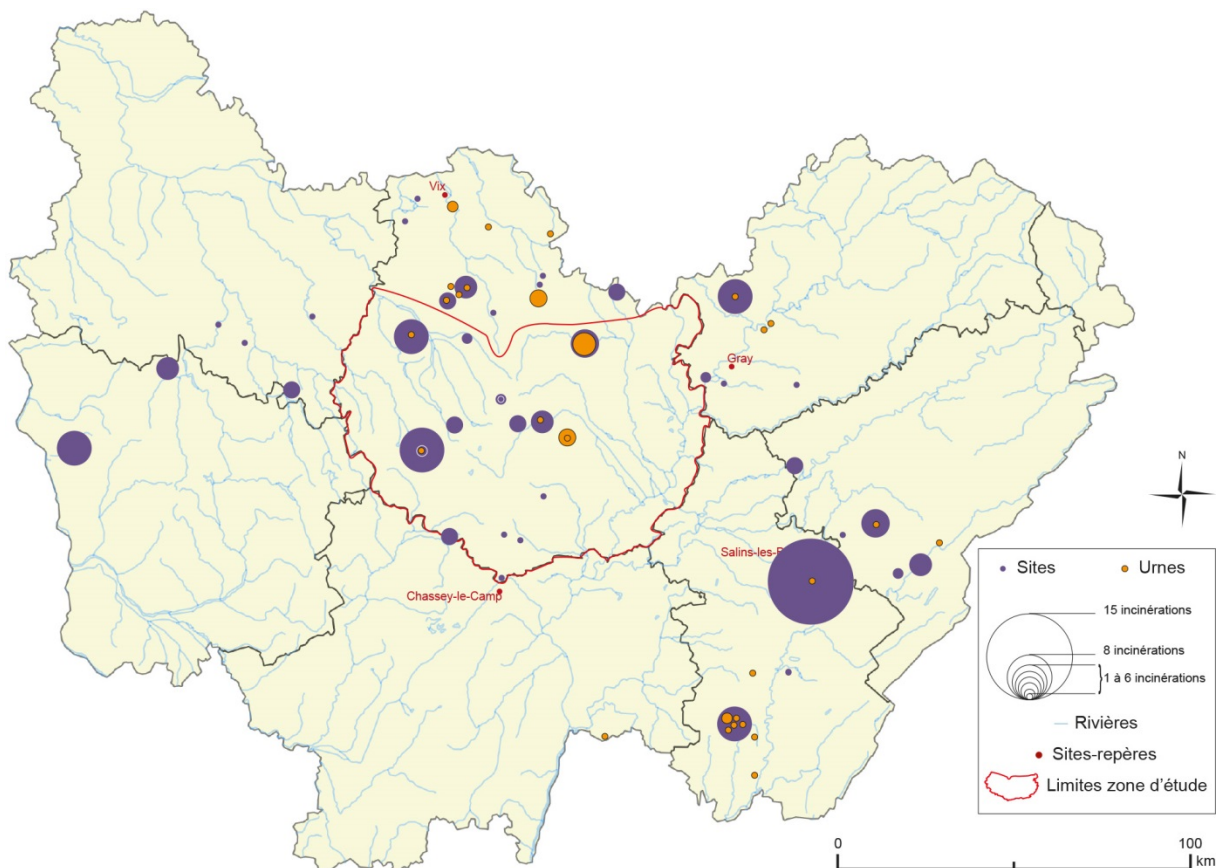 Vix
Gray
N
Salins-les-
Chassey-le-Camp
Sites
Urnes
15 incinérations
8 incinérations
1 à 6 incinérations
Rivières
Sites-repères
Limites zone d'étude
0
100
km